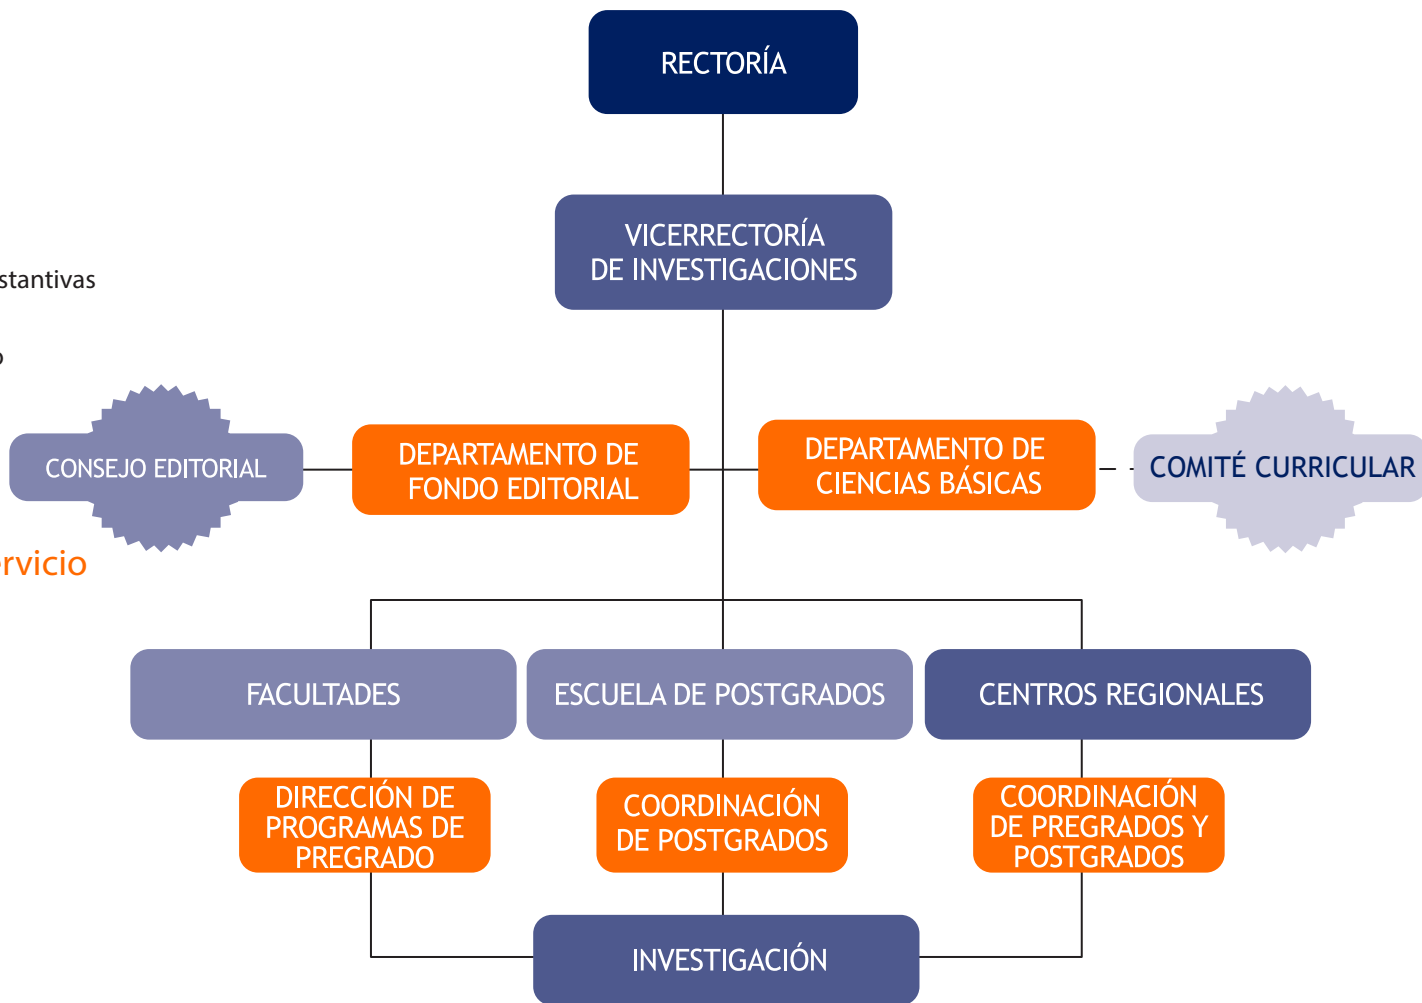 RECTORÍA
VICERRECTORÍA
DE INVESTIGACIONES
stantivas
o
CONSEJO EDITORIAL
DEPARTAMENTO DE
FONDO EDITORIAL
DEPARTAMENTO DE
CIENCIAS BÁSICAS
COMITÉ CURRICULAR
rvicio
FACULTADES
ESCUELA DE POSTGRADOS
CENTROS REGIONALES
DIRECCIÓN DE
PROGRAMAS DE
PREGRADO
COORDINACIÓN
DE POSTGRADOS
COORDINACIÓN
DE PREGRADOS Y
POSTGRADOS
INVESTIGACIÓN